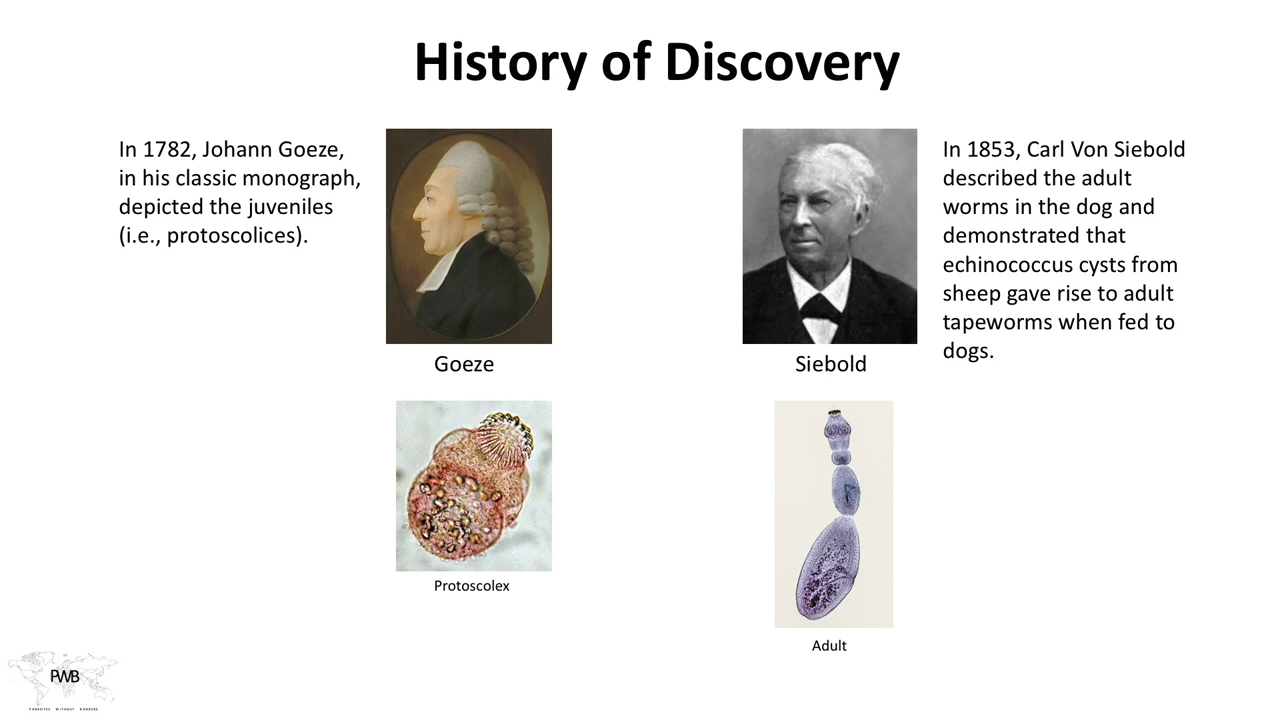 History of Discovery
In 1782, Johann Goeze,
in his classic monograph,
depicted the juveniles
(i.e., protoscolices).
Goeze
Protoscolex
Siebold
In 1853, Carl Von Siebold
described the adult
worms in the dog and
demonstrated that
echinococcus cysts from
sheep gave rise to adult
tapeworms when fed to
dogs.
Adult
PWB
PARASITES WITHOUT BORDERS